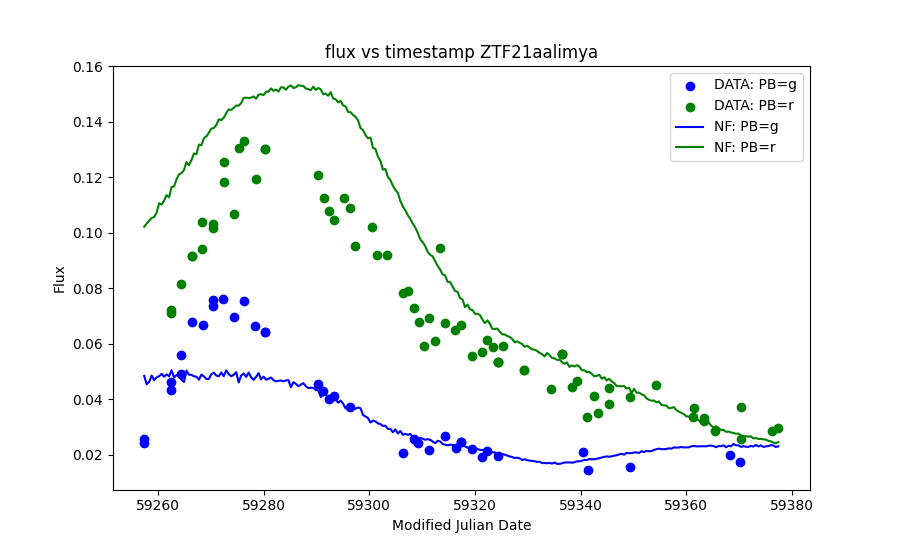 flux vs timestamp ZTF21aalimya
0.16
0.14
0.12
0.10
0.08
0.06
0.04
0.02
Flux
DATA: PB=g
DATA: PB=r
NF: PB=g
NF: PB=r
59260 59280 59300 59320 59340 59360 59380
Modified Julian Date